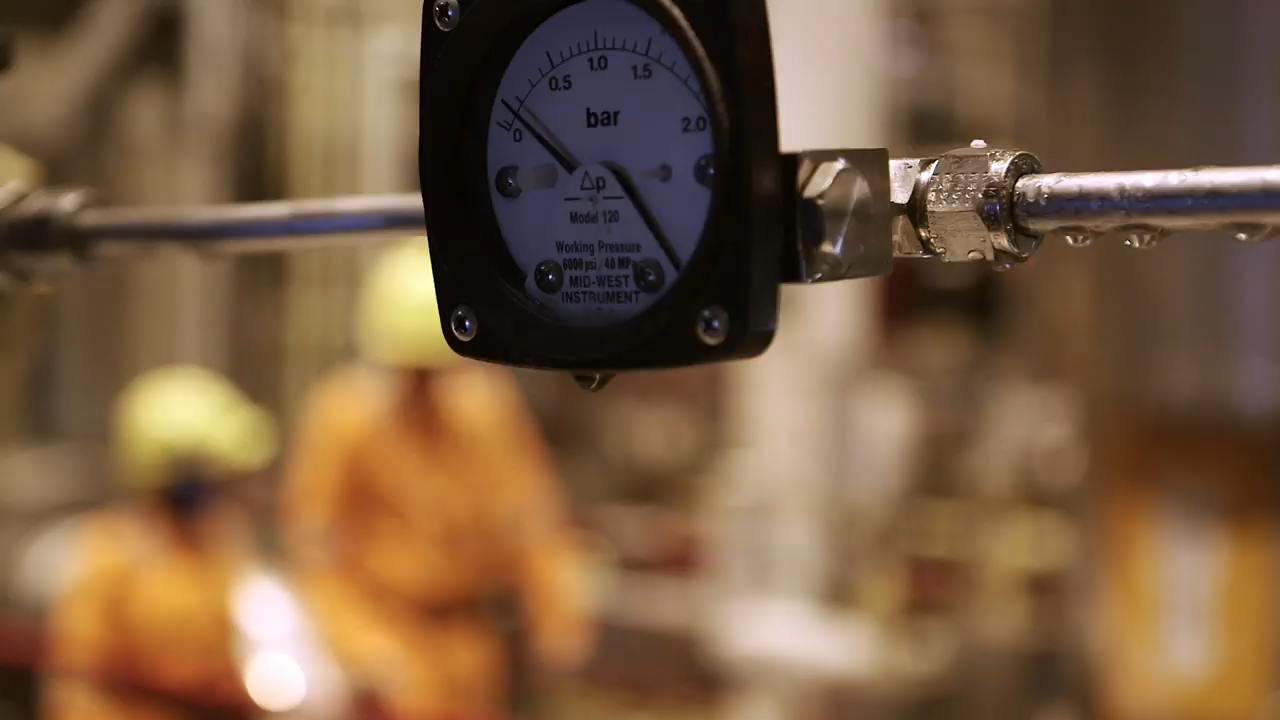 0 0.5 1.0 1.5 2.0
bar
Δp
Model 120
Working Pressure
6000 psi / 40 MPa
MID-WEST
INSTRUMENT